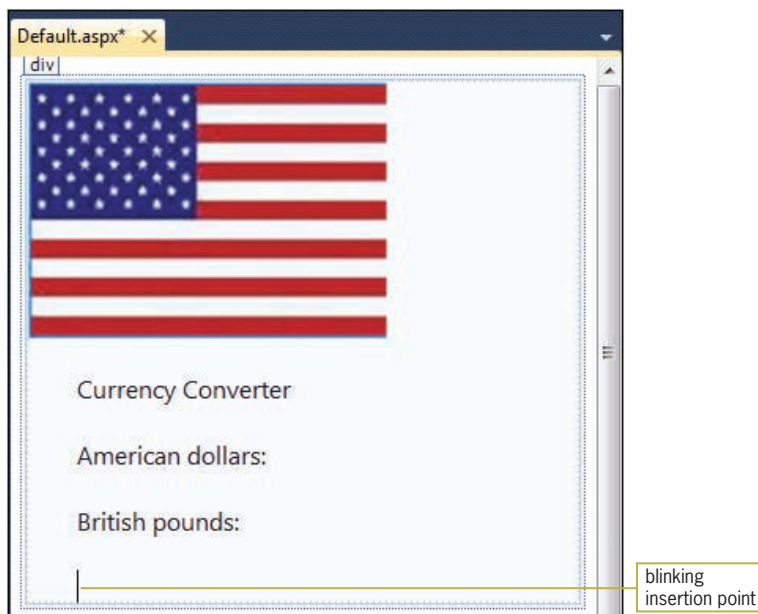 Default.aspx*
div
Currency Converter
American dollars:
British pounds:
blinking
insertion point